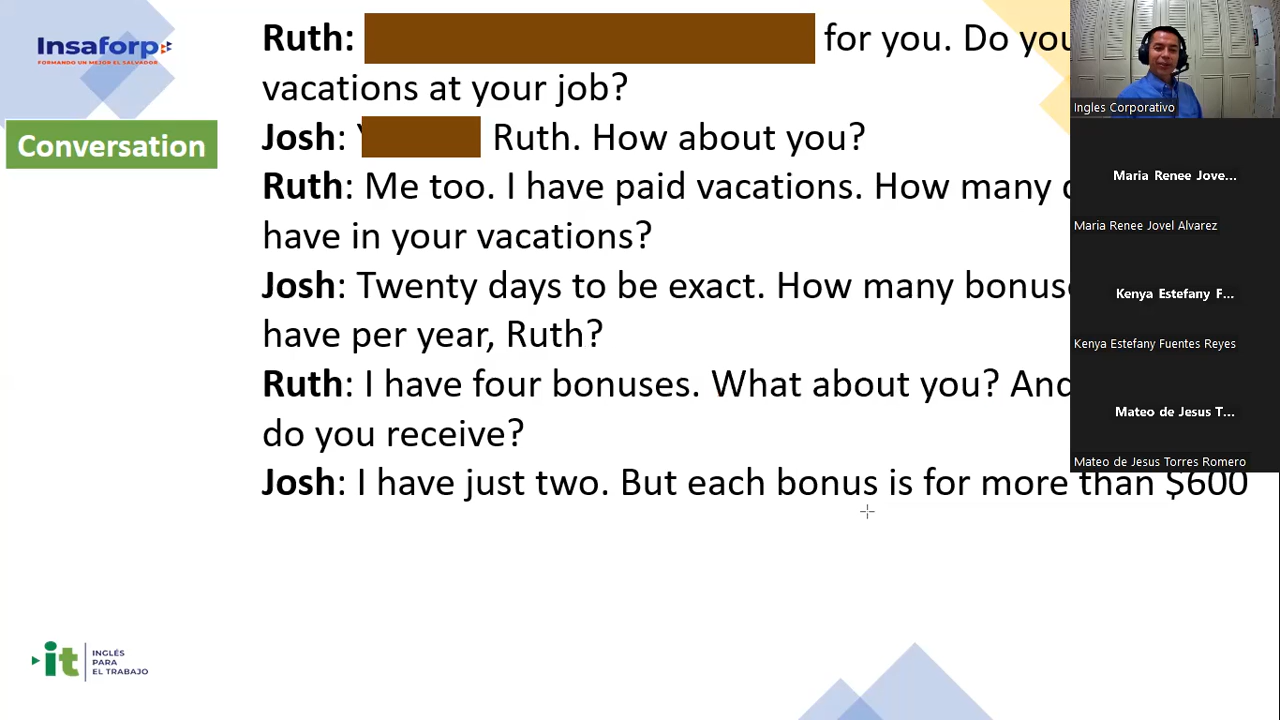 Insaforp
FORMANDO UN MEJOR EL SALVADOR
Conversation
Ruth: for you. Do you
vacations at your job?
Josh: Ruth. How about you?
Ruth: Me too. I have paid vacations. How many
have in your vacations?
Josh: Twenty days to be exact. How many
have per year, Ruth?
Ruth: I have four bonuses. What about you? And
do you receive?
Josh: I have just two. But each bonus is for more than $600
it INGLÉS
PARA
EL TRABAJO
Ingles Corporativo
Maria Renee Jove...
Maria Renee Jovel Alvarez
Kenya Estefany F...
Kenya Estefany Fuentes Reyes
Mateo de Jesus T...
Mateo de Jesus Torres Romero